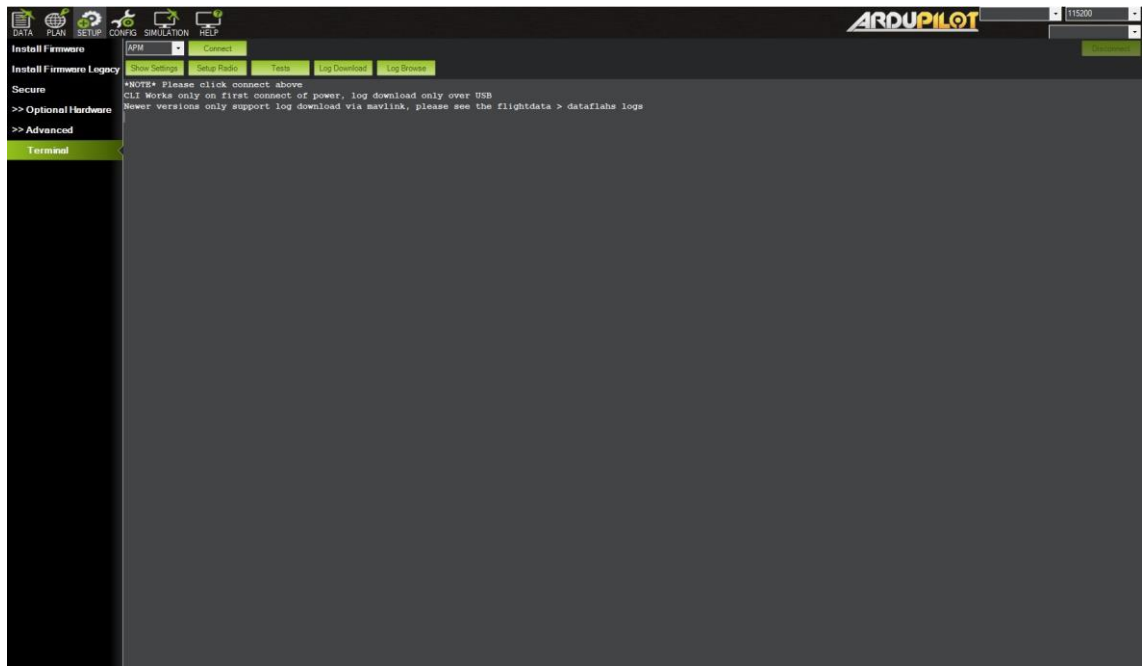 DATA PLAN SETUP CONFIG SIMULATION HELP
ARDUPILOT
115200
Install Firmware
APM Connect Disconnect
Install Firmware Legacy
Show Settings Setup Radio Tests Log Download Log Browse
Secure
*NOTE* Please click connect above
CLI Works only on first connect of power, log download only over USB
>> Optional Hardware
Newer versions only support log download via mavlink, please see the flightdata > dataflahs logs
>> Advanced
Terminal